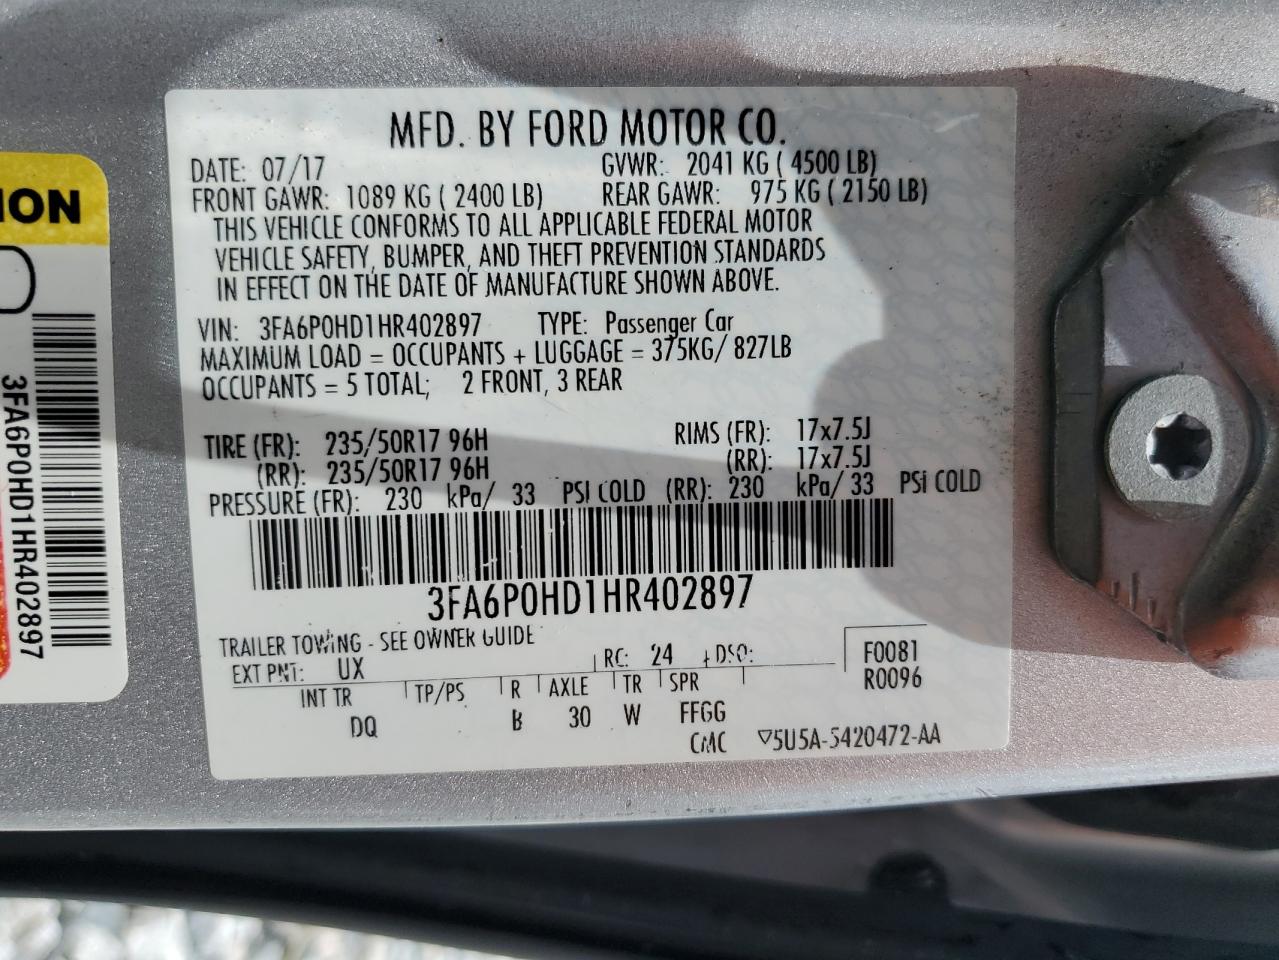 MFD. BY FORD MOTOR CO.
DATE: 07/17 GVWR: 2041 KG ( 4500 LB)
FRONT GAWR: 1089 KG ( 2400 LB) REAR GAWR: 975 KG ( 2150 LB)
THIS VEHICLE CONFORMS TO ALL APPLICABLE FEDERAL MOTOR
VEHICLE SAFETY, BUMPER, AND THEFT PREVENTION STANDARDS
IN EFFECT ON THE DATE OF MANUFACTURE SHOWN ABOVE.
VIN: 3FA6P0HD1HR402897 TYPE: Passenger Car
MAXIMUM LOAD = OCCUPANTS + LUGGAGE = 375KG/ 827LB
OCCUPANTS = 5 TOTAL; 2 FRONT, 3 REAR
TIRE (FR): 235/50R17 96H RIMS (FR): 17x7.5J
(RR): 235/50R17 96H (RR): 17x7.5J
PRESSURE (FR): 230 kPa/ 33 PSI COLD (RR): 230 kPa/ 33 PSi COLD
3FA6P0HD1HR402897
TRAILER TOWING - SEE OWNER GUIDE
EXT PNT: UX RC: 24 DSO: F0081
INT TR TP/PS R AXLE TR SPR R0096
DQ B 30 W FFGG
CMC ▽5U5A-5420472-AA
ION
3FA6P0HD1HR402897